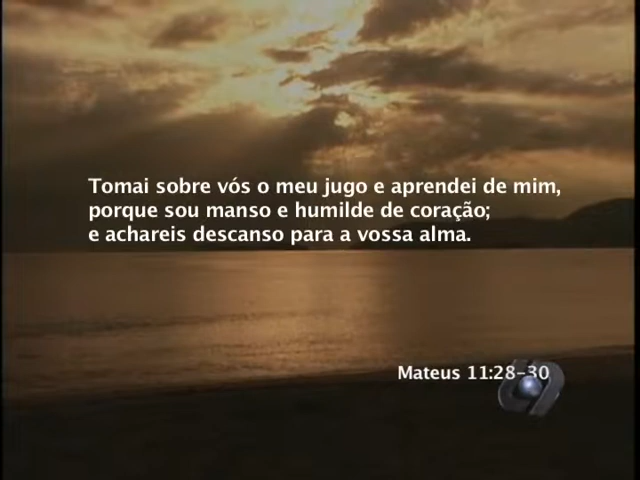 Tomai sobre vós o meu jugo e aprendei de mim,
porque sou manso e humilde de coração;
e achareis descanso para a vossa alma.
Mateus 11:28-30